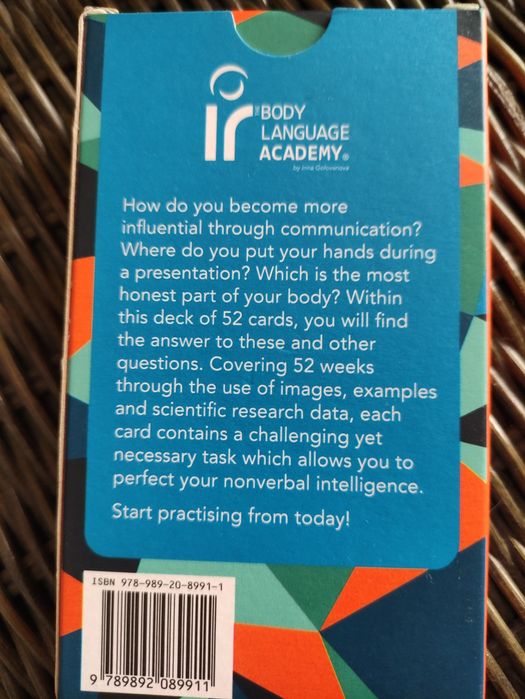 ir THE BODY
LANGUAGE
ACADEMY®
by Irina Golovanova
How do you become more
influential through communication?
Where do you put your hands during
a presentation? Which is the most
honest part of your body? Within
this deck of 52 cards, you will find
the answer to these and other
questions. Covering 52 weeks
through the use of images, examples
and scientific research data, each
card contains a challenging yet
necessary task which allows you to
perfect your nonverbal intelligence.
Start practising from today!
ISBN 978-989-20-8991-1
9 789892 089911